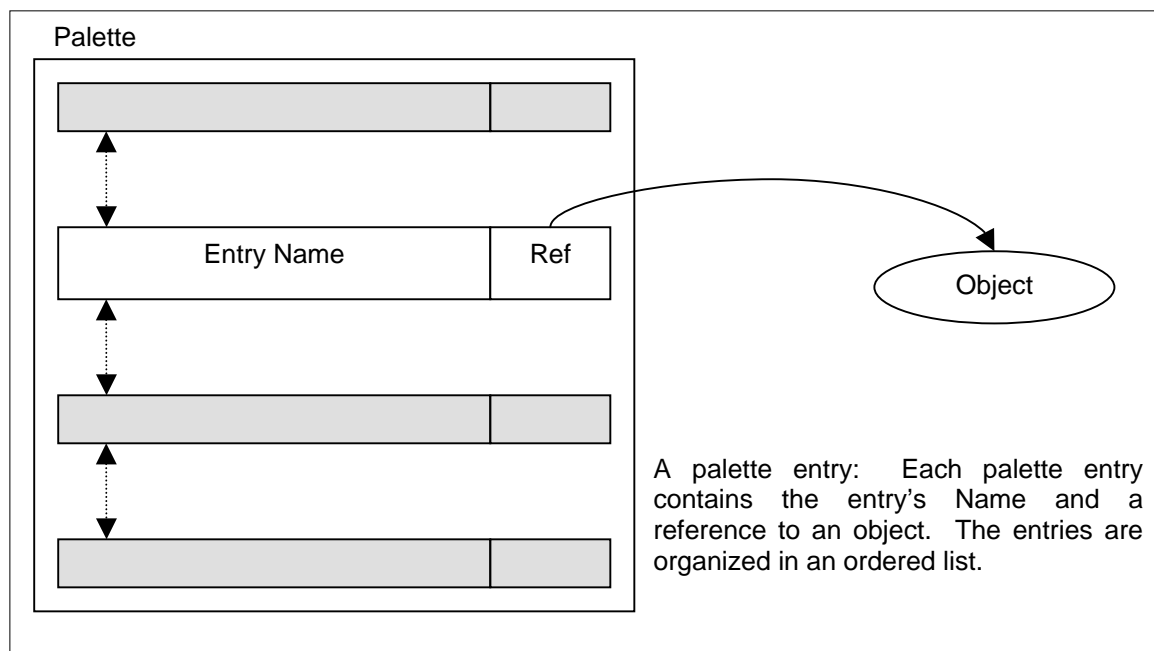 Palette
Entry Name
Ref
Object
A palette entry: Each palette entry
contains the entry’s Name and a
reference to an object. The entries are
organized in an ordered list.